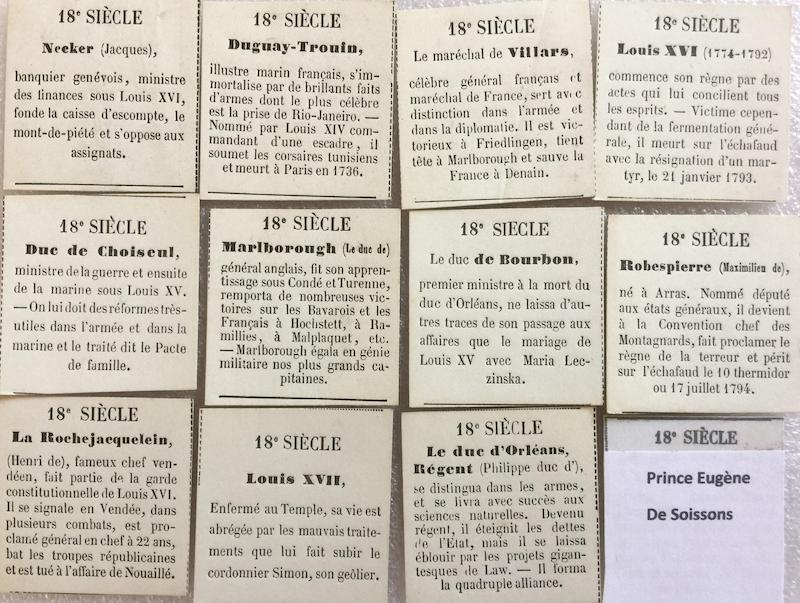 18e SIÈCLE
Necker (Jacques),
banquier genévois, ministre
des finances sous Louis XVI,
fonde la caisse d'escompte, le
mont-de-piété et s'oppose aux
assignats.
18e SIÈCLE
Duguay-Trouin,
illustre marin français, s'im-
mortalise par de brillants faits
d'armes dont le plus célèbre
est la prise de Rio-Janeiro. —
Nommé par Louis XIV com-
mandant d'une escadre, il
soumet les corsaires tunisiens
et meurt à Paris en 1736.
18e SIÈCLE
Le maréchal de Villars,
célèbre général français et
maréchal de France, sert avec
distinction dans l'armée et
dans la diplomatie. Il est vic-
torieux à Friedlingen, tient
tête à Marlborough et sauve la
France à Denain.
18e SIÈCLE
Louis XVI (1774-1792)
commence son règne par des
actes qui lui concilient tous
les esprits. — Victime cepen-
dant de la fermentation géné-
rale, il meurt sur l'échafaud
avec la résignation d'un mar-
tyr, le 21 janvier 1793.
18e SIÈCLE
Duc de Choiseul,
ministre de la guerre et ensuite
de la marine sous Louis XV.
— On lui doit des réformes très-
utiles dans l'armée et dans la
marine et le traité dit le Pacte
de famille.
18e SIÈCLE
Marlborough (Le duc de)
général anglais, fit son appren-
tissage sous Condé et Turenne,
remporta de nombreuses vic-
toires sur les Bavarois et les
Français à Hochstett, à Ra-
millies, à Malplaquet, etc.
— Marlborough égala en génie
militaire nos plus grands ca-
pitaines.
18e SIECLE
Le duc de Bourbon,
premier ministre à la mort du
duc d'Orléans, ne laissa d'au-
tres traces de son passage aux
affaires que le mariage de
Louis XV avec Maria Lec-
zinska.
18e SIÈCLE
Robespierre (Maximilien de),
né à Arras. Nommé député
aux états généraux, il devient
à la Convention chef des
Montagnards, fait proclamer le
règne de la terreur et périt
sur l'échafaud le 10 thermidor
ou 17 juillet 1794.
18e SIÈCLE
La Rochejacquelein,
(Henri de), fameux chef ven-
déen, fait partie de la garde
constitutionnelle de Louis XVI.
Il se signale en Vendée, dans
plusieurs combats, est pro-
clamé général en chef à 22 ans,
bat les troupes républicaines
et est tué à l'affaire de Nouaillé.
18e SIÈCLE
Louis XVII,
Enfermé au Temple, sa vie est
abrégée par les mauvais traite-
ments que lui fait subir le
cordonnier Simon, son geôlier.
18e SIÈCLE
Le duc d'Orléans,
Régent (Philippe duc d'),
se distingua dans les armes,
et se livra avec succès aux
sciences naturelles. Devenu
régent, il éteignit les dettes
de l'État, mais il se laissa
éblouir par les projets gigan-
tesques de Law. — Il forma
la quadruple alliance.
18e SIÈCLE
Prince Eugène
De Soissons